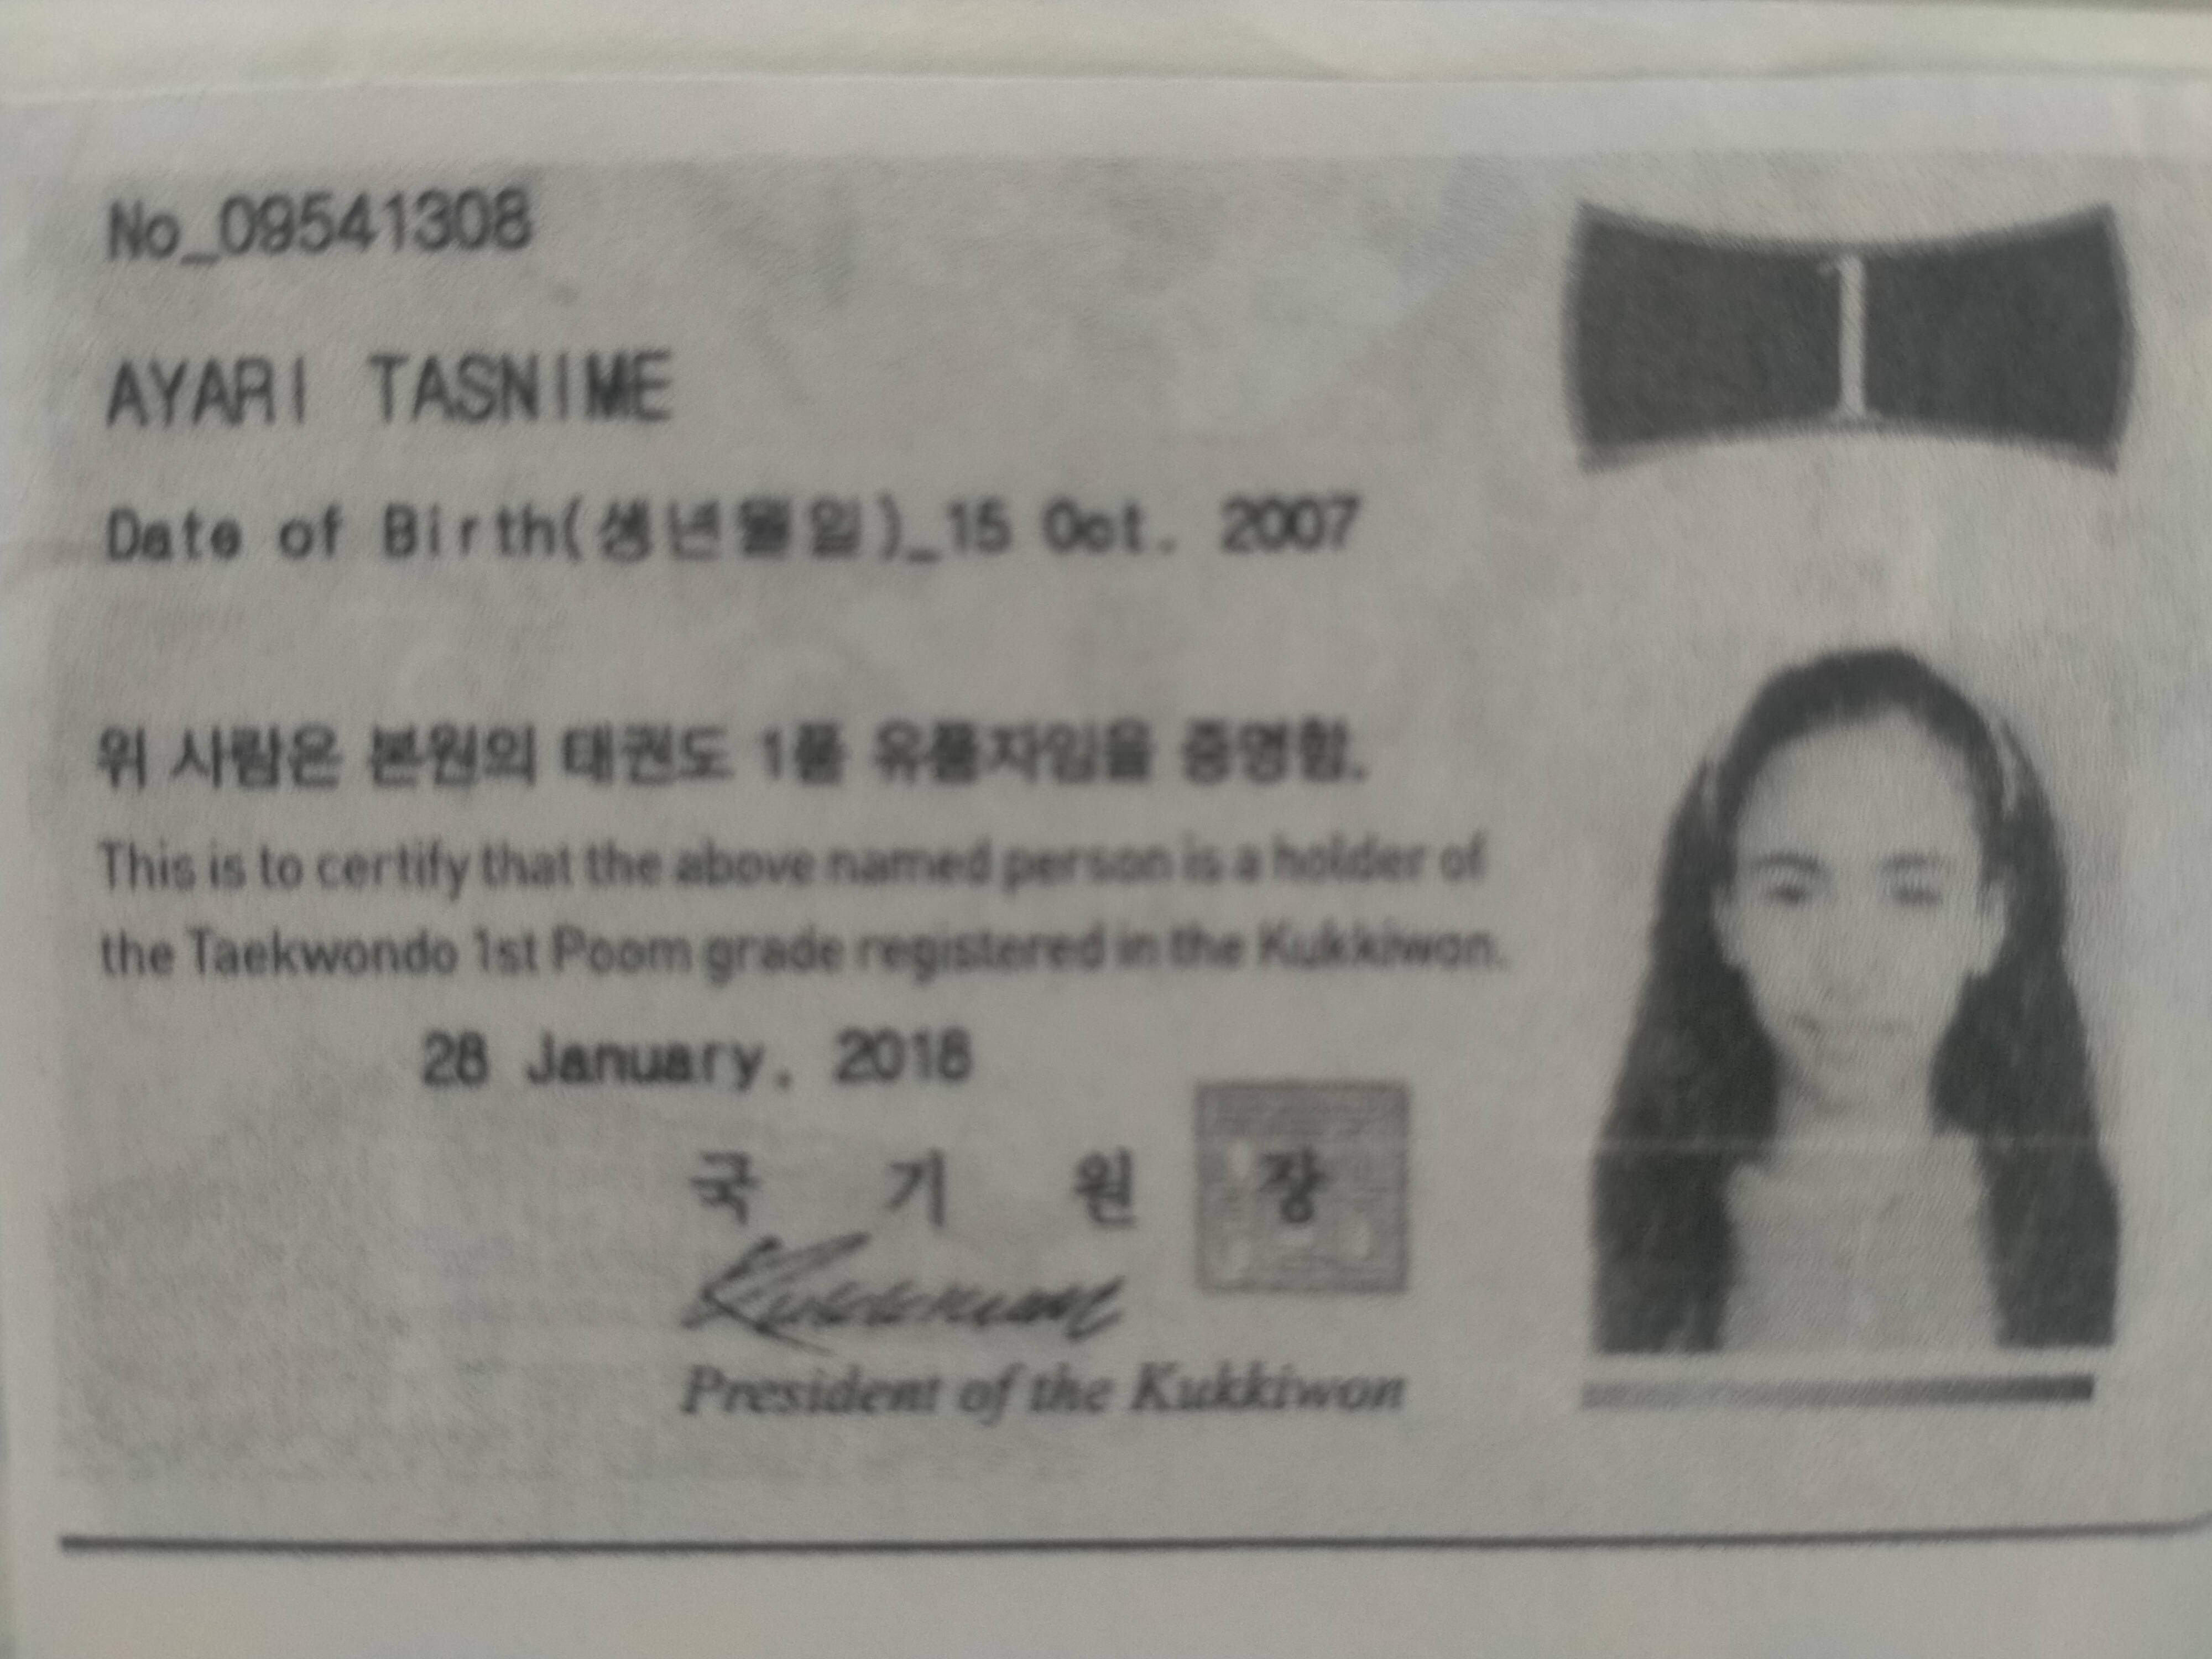 No_09541308
1
AYARI TASNIME
Date of Birth(생년월일)_15 Oct. 2007
위 사람은 본원의 태권도 1품 유품자임을 증명함.
This is to certify that the above named person is a holder of
the Taekwondo 1st Poom grade registered in the Kukkiwon.
28 January, 2018
국 기 원 장
Kukkiwon
President of the Kukkiwon